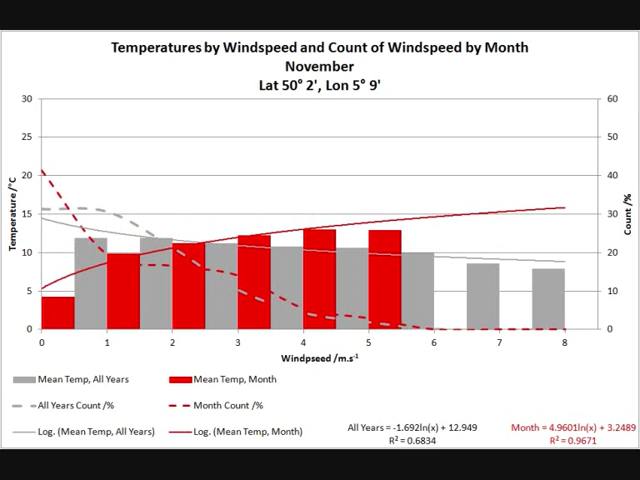 Temperatures by Windspeed and Count of Windspeed by Month
November
Lat 50° 2', Lon 5° 9'
30
25
20
15
10
5
0
Temperature /°C
60
50
40
30
20
10
0
Count /%
0 1 2 3 4 5 6 7 8
Windpseed /m.s-1
Mean Temp, All Years
Mean Temp, Month
All Years Count /%
Month Count /%
Log. (Mean Temp, All Years)
Log. (Mean Temp, Month)
All Years = -1.692ln(x) + 12.949
R² = 0.6834
Month = 4.9601ln(x) + 3.2489
R² = 0.9671